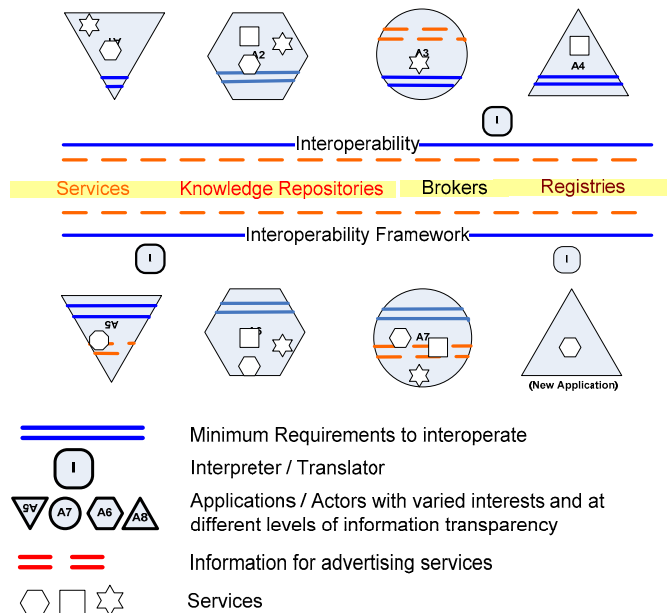 A1
A2
A3
A4
I
Interoperability
Services Knowledge Repositories Brokers Registries
Interoperability Framework
I I
A5
A7
(New Application)
Minimum Requirements to interoperate
I
Interpreter / Translator
A5 A7 A6 A8
Applications / Actors with varied interests and at
different levels of information transparency
Information for advertising services
Services